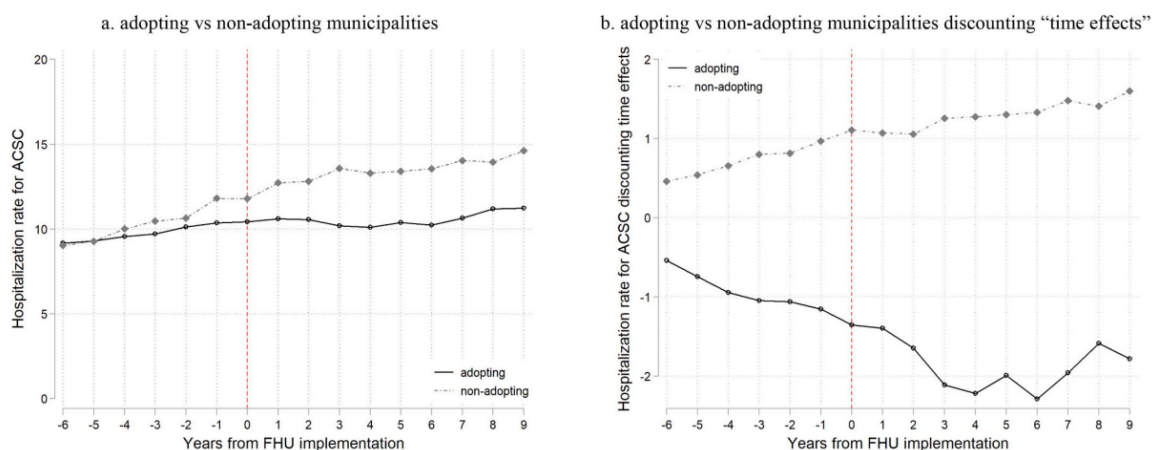 a. adopting vs non-adopting municipalities
Hospitalization rate for ACSC
20
15
10
5
0
adopting
non-adopting
-6 -5 -4 -3 -2 -1 0 1 2 3 4 5 6 7 8 9
Years from FHU implementation
b. adopting vs non-adopting municipalities discounting “time effects”
Hospitalization rate for ACSC discounting time effects
2
1
0
-1
-2
adopting
non-adopting
-6 -5 -4 -3 -2 -1 0 1 2 3 4 5 6 7 8 9
Years from FHU implementation